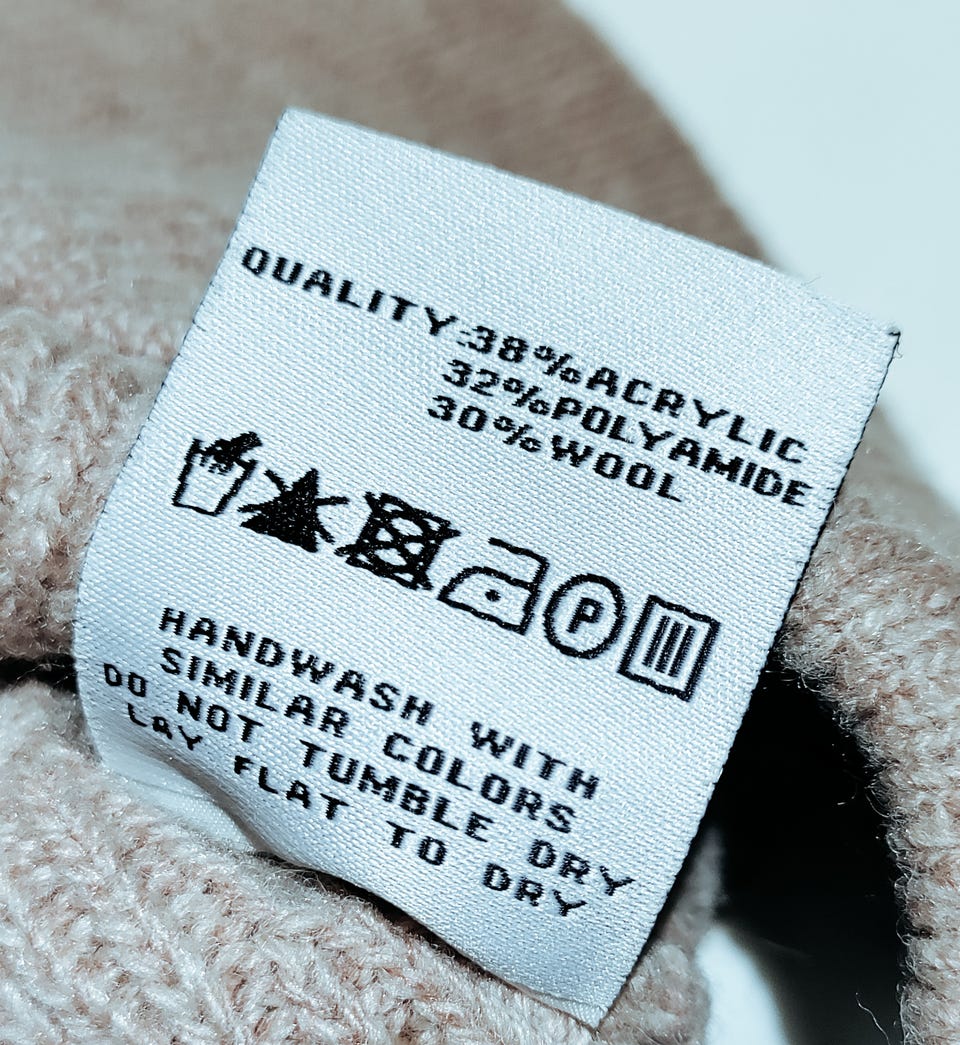 QUALITY:38%ACRYLIC
32%POLYAMIDE
30%WOOL
P
HANDWASH WITH
SIMILAR COLORS
DO NOT TUMBLE DRY
LAY FLAT TO DRY